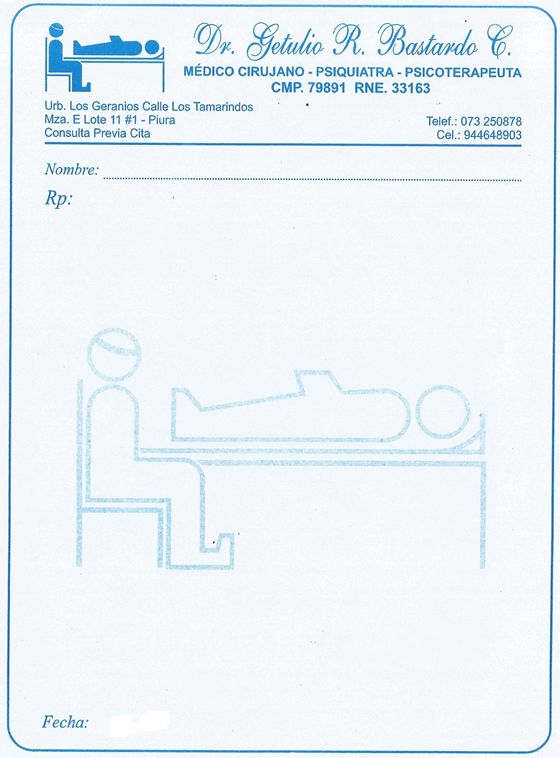 Dr. Getulio R. Bastardo C.
MÉDICO CIRUJANO - PSIQUIATRA - PSICOTERAPEUTA
CMP. 79891 RNE. 33163
Urb. Los Geranios Calle Los Tamarindos
Mza. E Lote 11 #1 - Piura
Consulta Previa Cita
Telef.: 073 250878
Cel.: 944648903
Nombre:
Rp:
Fecha: